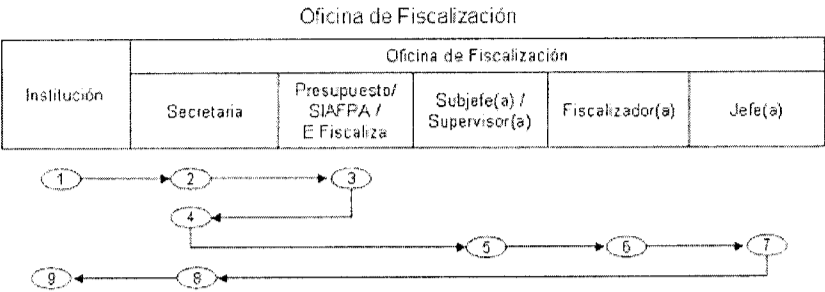 Oficina de Fiscalización
Oficina de Fiscalización
Institución
Secretaria
Presupuesto/
SIAFPA /
E Fiscaliza
Subjefe(a) /
Supervisor(a)
Fiscalizador(a)
Jefe(a)
1
2
3
4
5
6
7
9
8